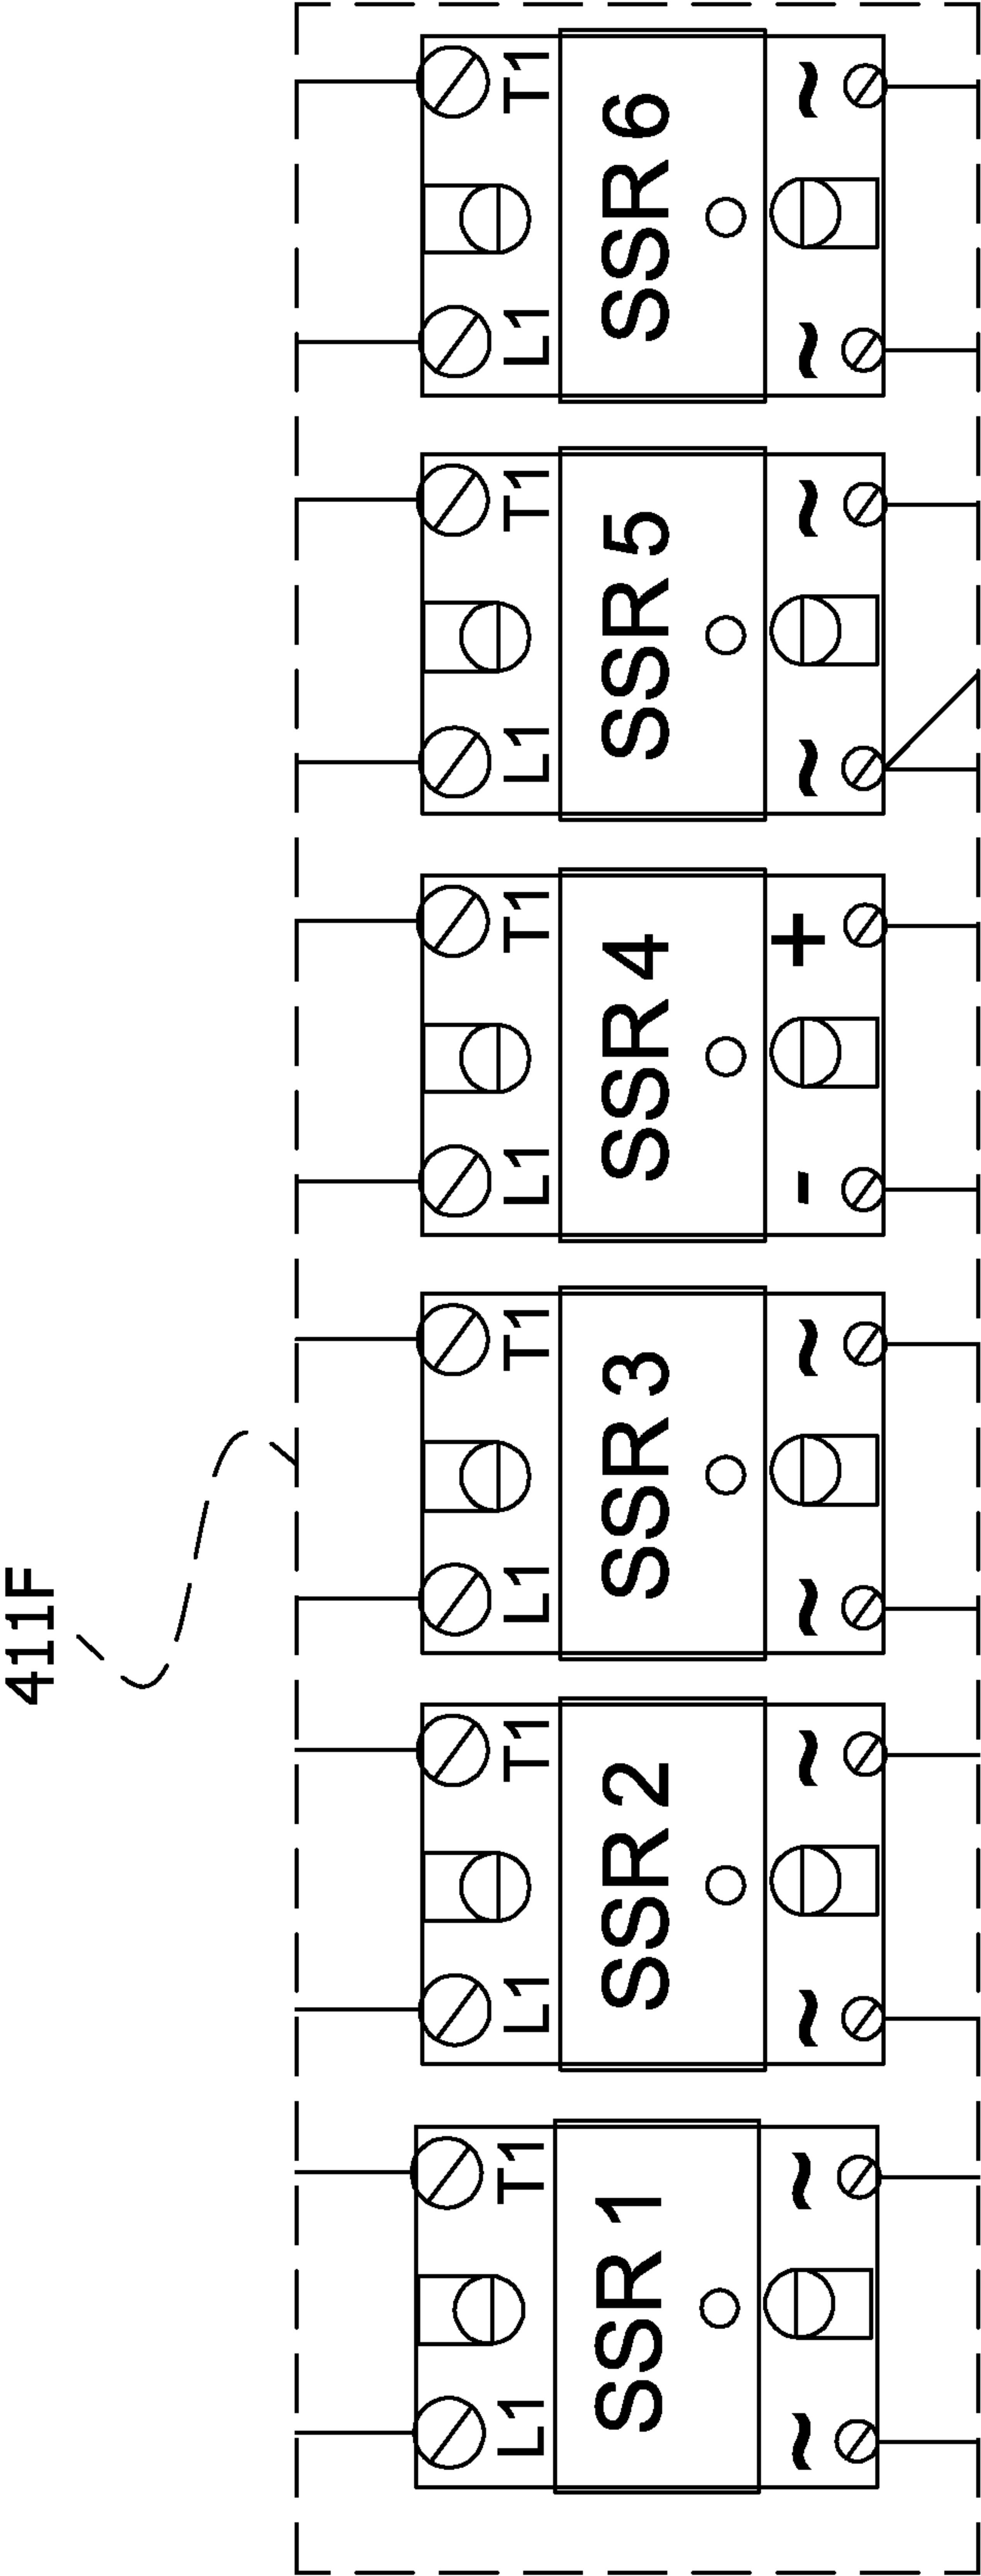 411F
L1 T1
SSR 1
~ ~
L1 T1
SSR 2
~ ~
L1 T1
SSR 3
~ ~
L1 T1
SSR 4
- +
L1 T1
SSR 5
~ ~
L1 T1
SSR 6
~ ~